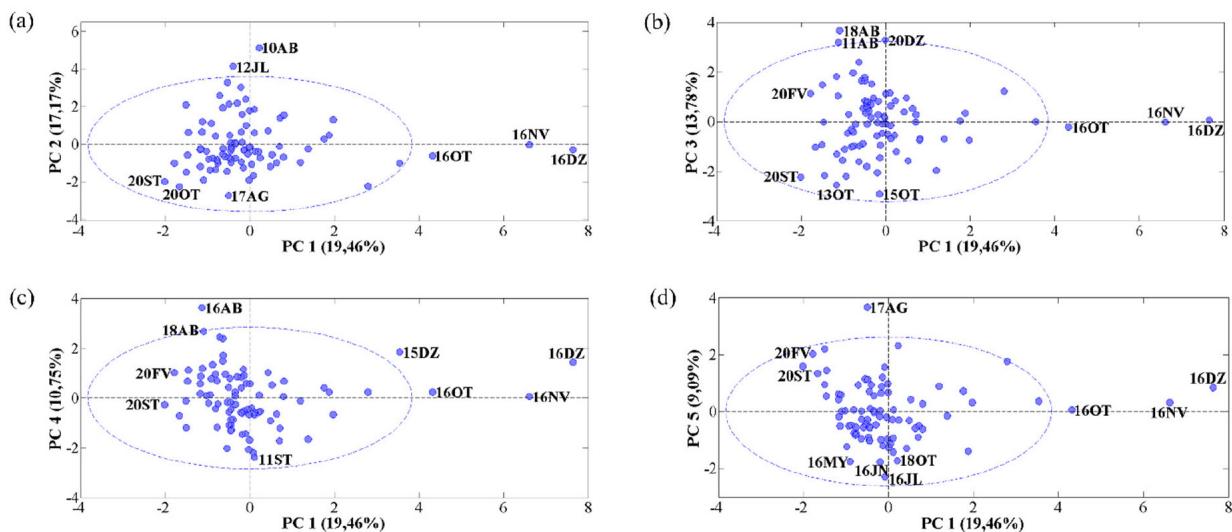 (a)
6
4
2
0
-2
-4
-4
-2
0
2
4
6
8
PC 2 (17,17%)
PC 1 (19,46%)
10AB
12JL
16NV
16OT
16DZ
20ST
20OT
17AG
(b)
4
2
0
-2
-4
-4
-2
0
2
4
6
8
PC 3 (13,78%)
PC 1 (19,46%)
18AB
11AB
20DZ
20FV
16OT
16NV
16DZ
20ST
13OT
15OT
(c)
4
2
0
-2
-4
-4
-2
0
2
4
6
8
PC 4 (10,75%)
PC 1 (19,46%)
16AB
18AB
15DZ
16DZ
20FV
16OT
16NV
20ST
11ST
(d)
4
2
0
-2
-4
-2
0
2
4
6
8
PC 5 (9,09%)
PC 1 (19,46%)
17AG
20FV
20ST
16DZ
16OT
16NV
16MY
16JN
18OT
16JL